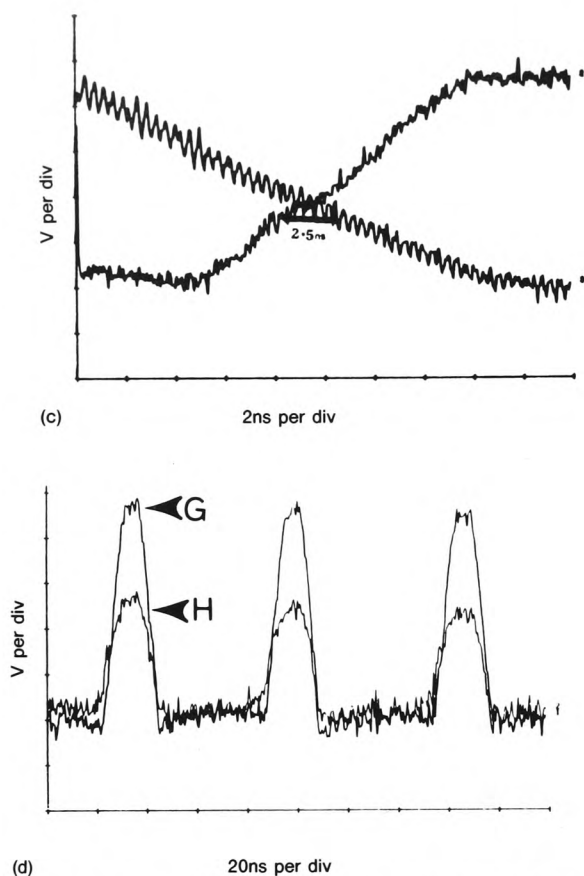 V per div
2·5ns
(c)
2ns per div
G
H
V per div
(d)
20ns per div